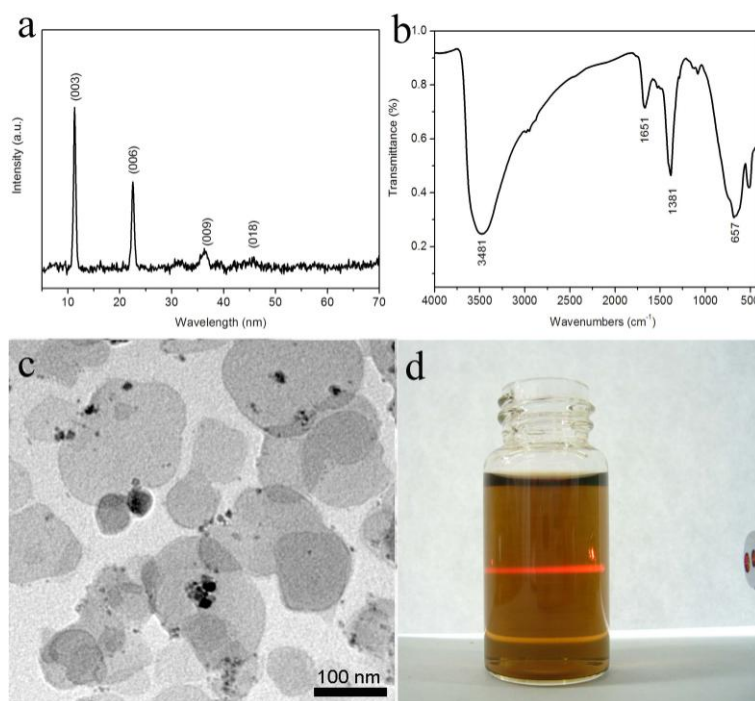 a
(003)
(006)
(009)
(018)
Intensity (a.u.)
10 20 30 40 50 60 70
Wavelength (nm)
b
1.0
0.8
0.6
0.4
0.2
Transmittance (%)
3481
1651
1381
657
4000 3500 3000 2500 2000 1500 1000 500
Wavenumbers (cm⁻¹)
c
100 nm
d